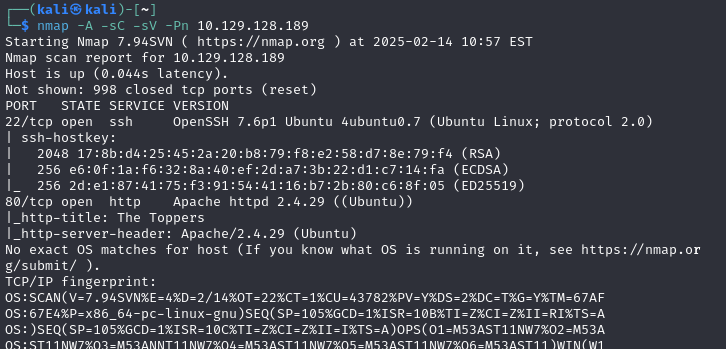 ┌──(kali㉿kali)-[~]
└─$ nmap -A -sC -sV -Pn 10.129.128.189
Starting Nmap 7.94SVN ( https://nmap.org ) at 2025-02-14 10:57 EST
Nmap scan report for 10.129.128.189
Host is up (0.044s latency).
Not shown: 998 closed tcp ports (reset)
PORT   STATE SERVICE VERSION
22/tcp open  ssh     OpenSSH 7.6p1 Ubuntu 4ubuntu0.7 (Ubuntu Linux; protocol 2.0)
| ssh-hostkey:
|   2048 17:8b:d4:25:45:2a:20:b8:79:f8:e2:58:d7:8e:79:f4 (RSA)
|   256 e6:0f:1a:f6:32:8a:40:ef:2d:a7:3b:22:d1:c7:14:fa (ECDSA)
|_  256 2d:e1:87:41:75:f3:91:54:41:16:b7:2b:80:c6:8f:05 (ED25519)
80/tcp open  http    Apache httpd 2.4.29 ((Ubuntu))
|_http-title: The Toppers
|_http-server-header: Apache/2.4.29 (Ubuntu)
No exact OS matches for host (If you know what OS is running on it, see https://nmap.or
g/submit/ ).
TCP/IP fingerprint:
OS:SCAN(V=7.94SVN%E=4%D=2/14%OT=22%CT=1%CU=43782%PV=Y%DS=2%DC=T%G=Y%TM=67AF
OS:67E4%P=x86_64-pc-linux-gnu)SEQ(SP=105%GCD=1%ISR=10B%TI=Z%CI=Z%II=RI%TS=A
OS:)SEQ(SP=105%GCD=1%ISR=10C%TI=Z%CI=Z%II=I%TS=A)OPS(O1=M53AST11NW7%O2=M53A
OS:ST11NW7%O3=M53ANNT11NW7%O4=M53AST11NW7%O5=M53AST11NW7%O6=M53AST11)WIN(W1